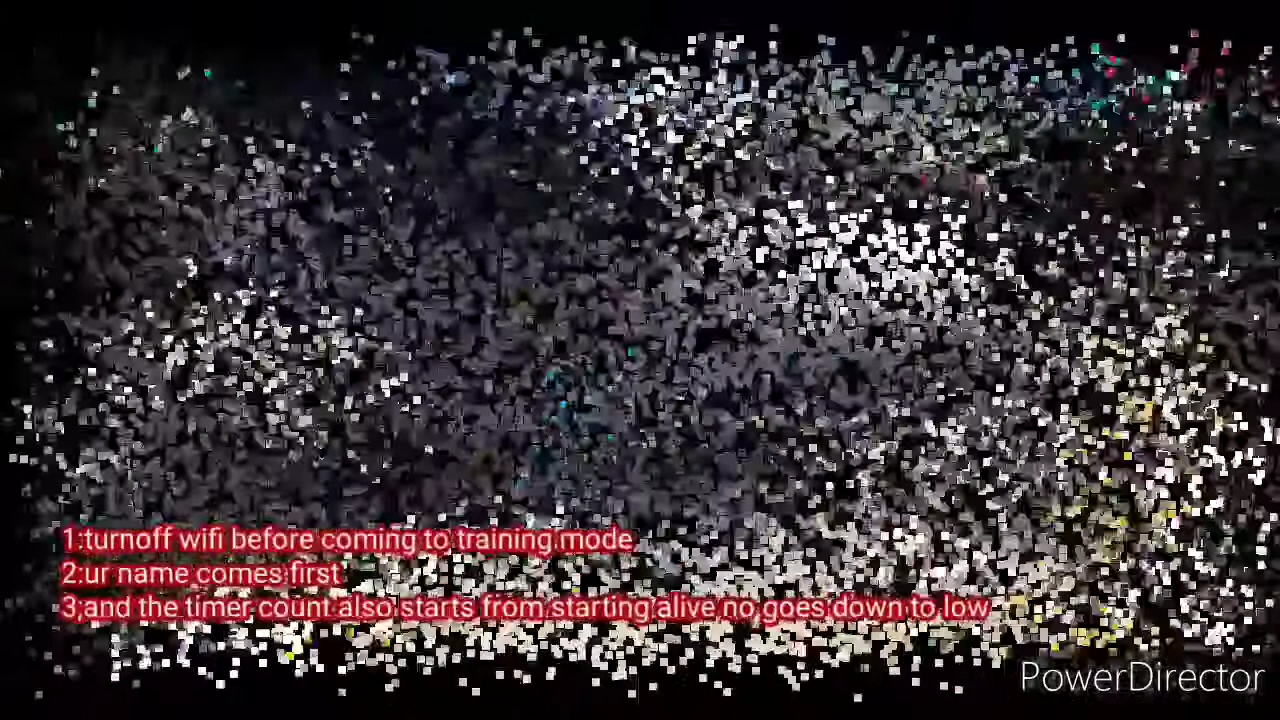 1:turnoff wifi before coming to training mode
2:ur name comes first
3;and the timer count also starts from starting alive no goes down to low
PowerDirector